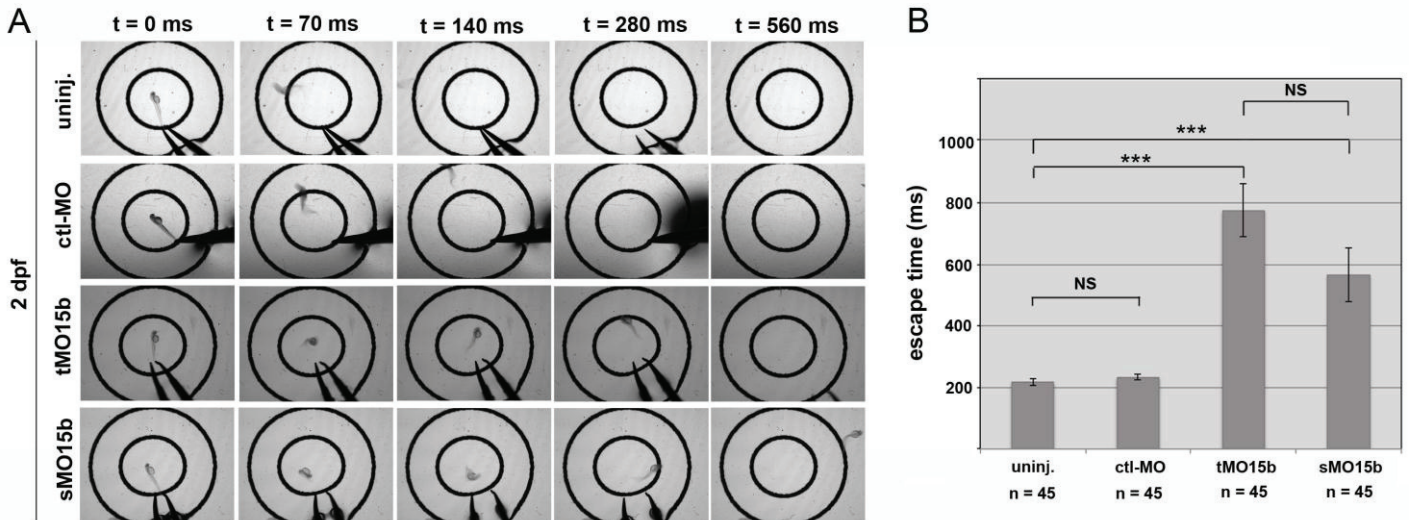 A
t = 0 ms t = 70 ms t = 140 ms t = 280 ms t = 560 ms
2 dpf
uninj.
ctl-MO
tMO15b
sMO15b
B
escape time (ms)
1000
800
600
400
200
NS
***
***
NS
uninj. ctl-MO tMO15b sMO15b
n = 45 n = 45 n = 45 n = 45